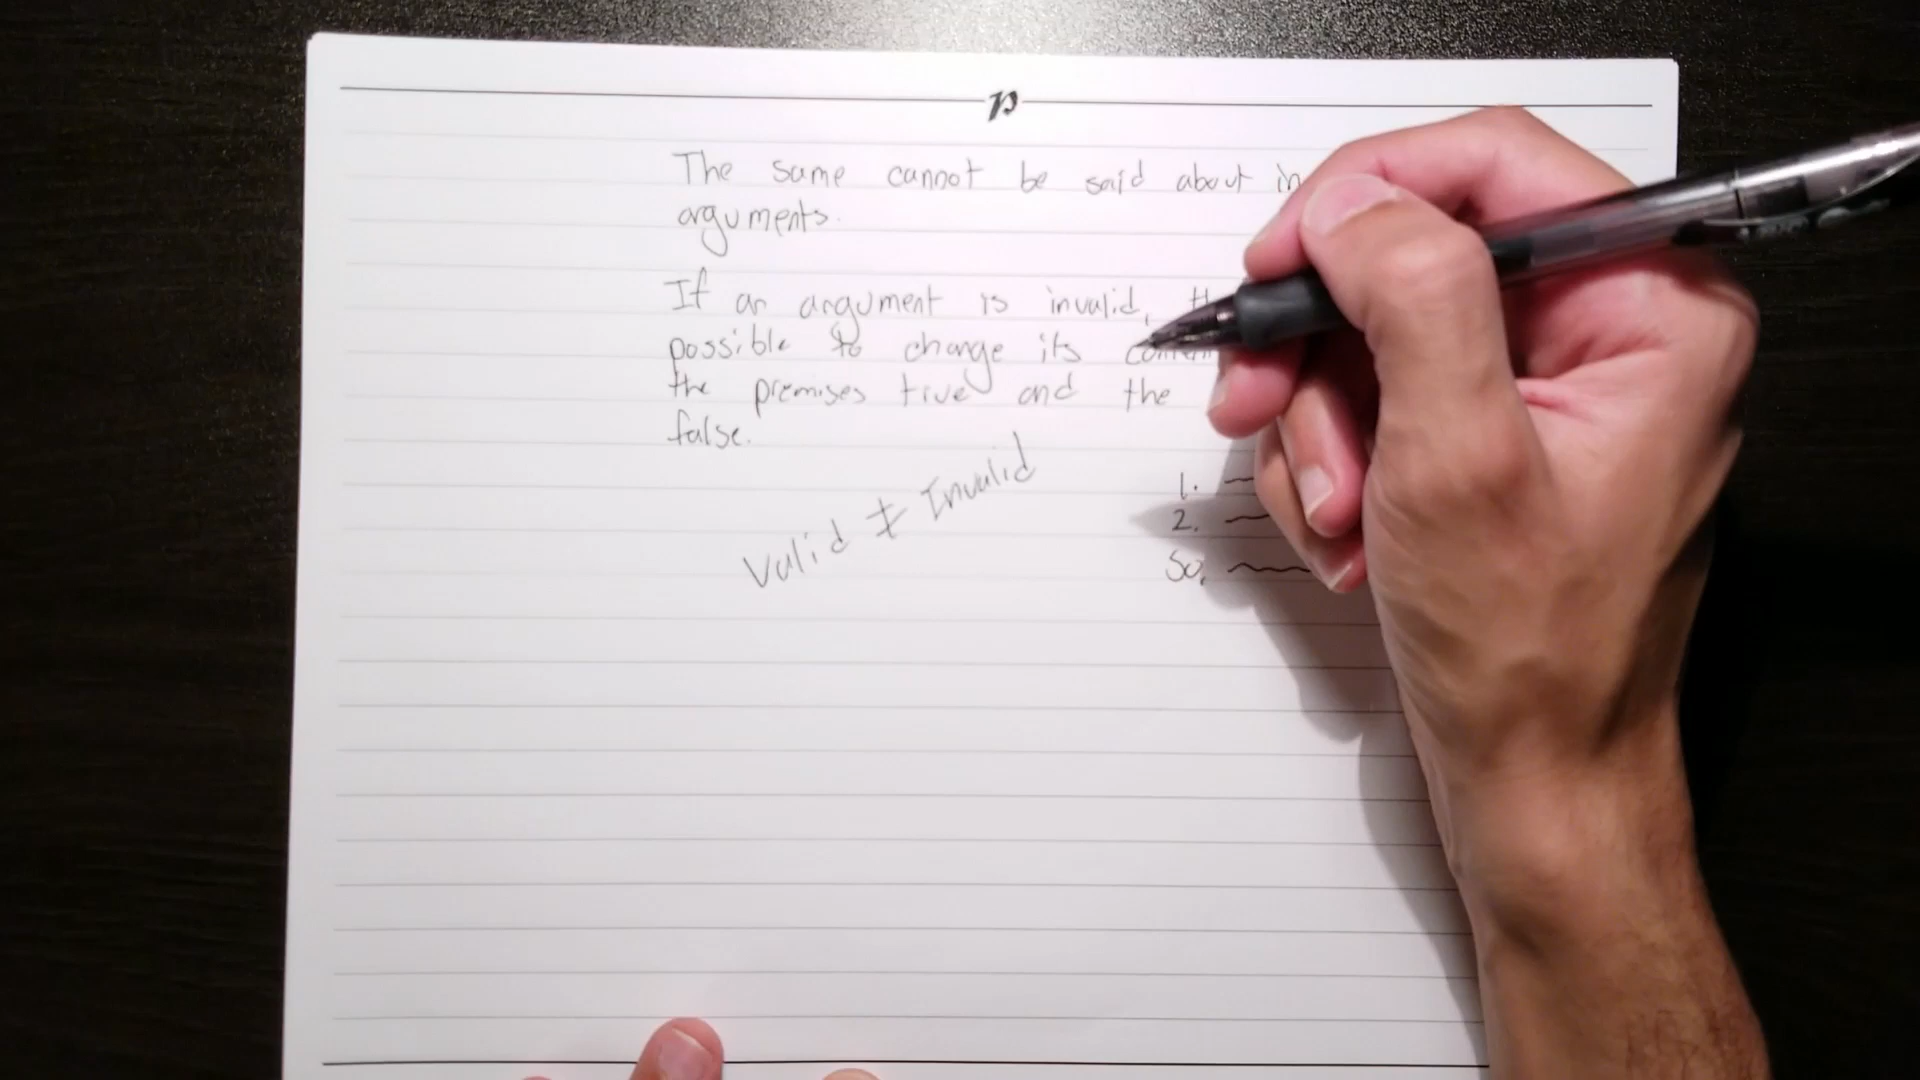 The same cannot be said about in
arguments.
If an argument is invalid, th
possible to change its
the premises true and the
false.
Valid ≠ Invalid
1.
2.
So,